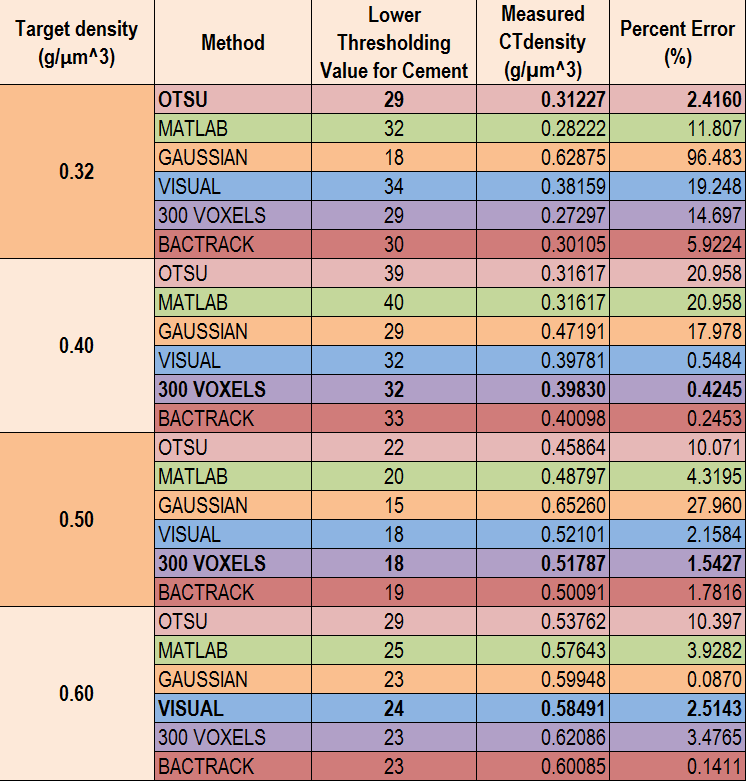 Target density (g/µm^3) Method Lower Thresholding Value for Cement Measured CTdensity (g/µm^3) Percent Error (%)
0.32
OTSU 29 0.31227 2.4160
MATLAB 32 0.28222 11.807
GAUSSIAN 18 0.62875 96.483
VISUAL 34 0.38159 19.248
300 VOXELS 29 0.27297 14.697
BACTRACK 30 0.30105 5.9224
0.40
OTSU 39 0.31617 20.958
MATLAB 40 0.31617 20.958
GAUSSIAN 29 0.47191 17.978
VISUAL 32 0.39781 0.5484
300 VOXELS 32 0.39830 0.4245
BACTRACK 33 0.40098 0.2453
0.50
OTSU 22 0.45864 10.071
MATLAB 20 0.48797 4.3195
GAUSSIAN 15 0.65260 27.960
VISUAL 18 0.52101 2.1584
300 VOXELS 18 0.51787 1.5427
BACTRACK 19 0.50091 1.7816
0.60
OTSU 29 0.53762 10.397
MATLAB 25 0.57643 3.9282
GAUSSIAN 23 0.59948 0.0870
VISUAL 24 0.58491 2.5143
300 VOXELS 23 0.62086 3.4765
BACTRACK 23 0.60085 0.1411